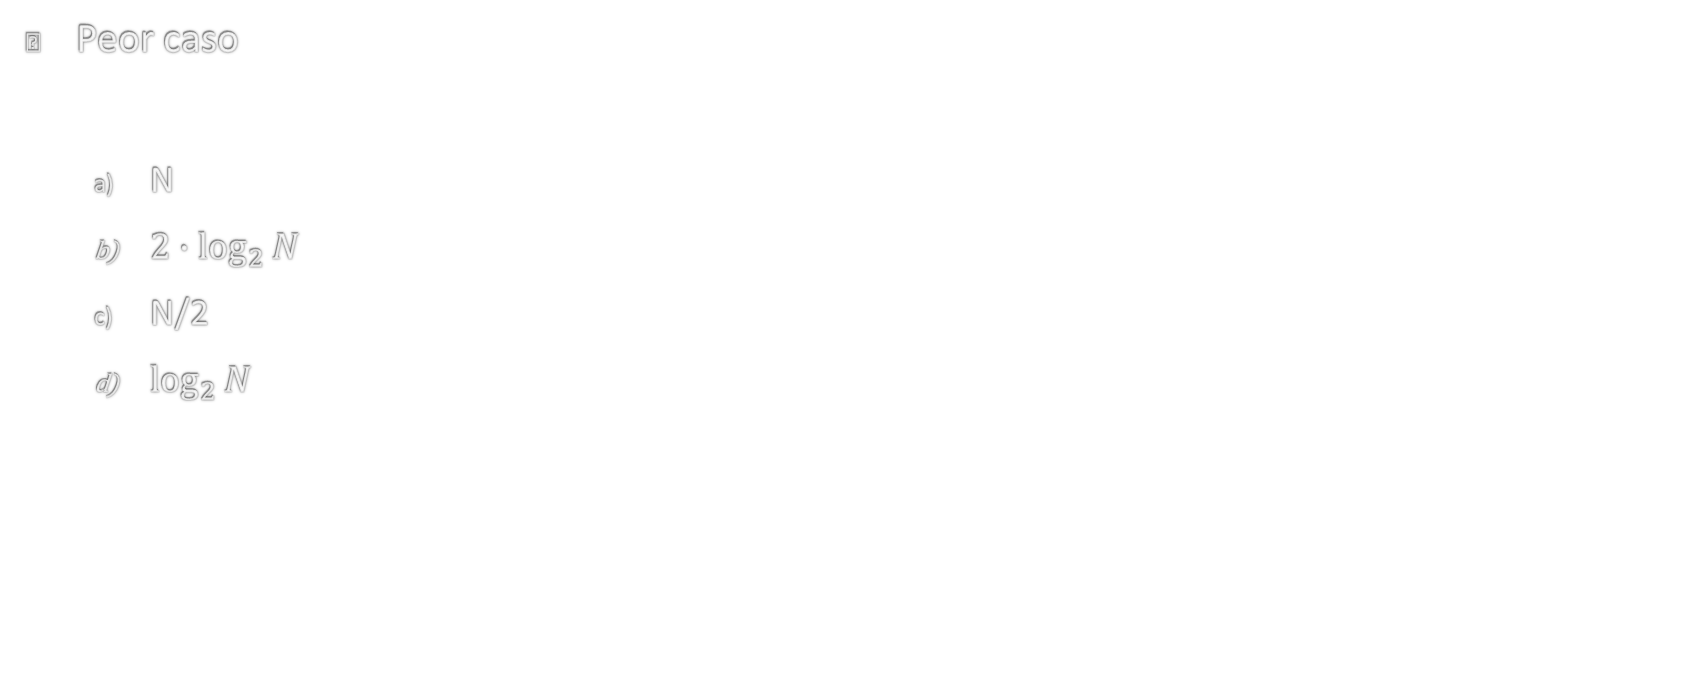 Peor caso
a) N
b) 2 · log₂ N
c) N/2
d) log₂ N